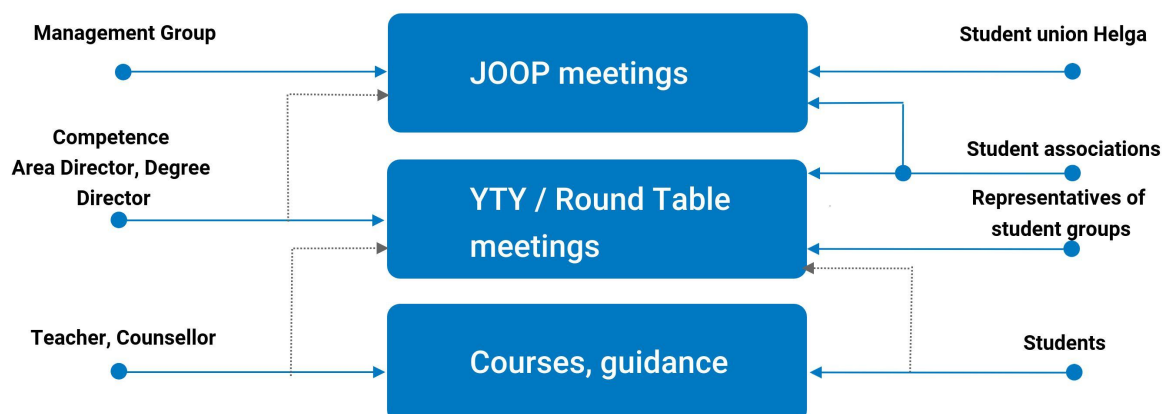 Management Group
JOOP meetings
Student union Helga
Competence
Area Director, Degree
Director
YTY / Round Table
meetings
Student associations
Representatives of
student groups
Teacher, Counsellor
Courses, guidance
Students